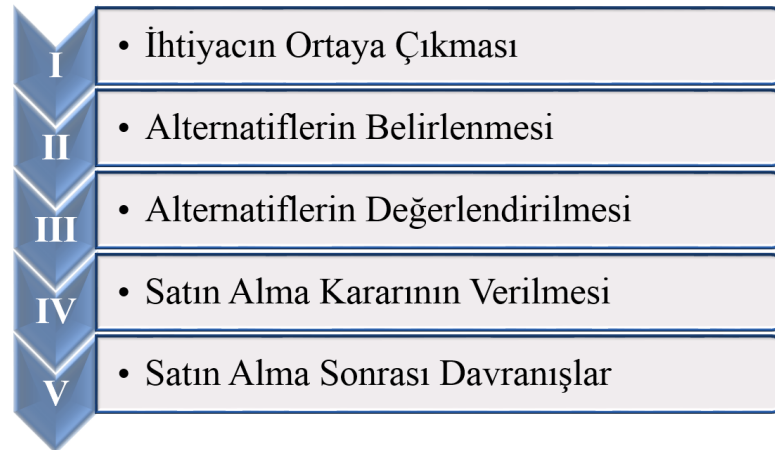 I
• İhtiyacın Ortaya Çıkması
II
• Alternatiflerin Belirlenmesi
III
• Alternatiflerin Değerlendirilmesi
IV
• Satın Alma Kararının Verilmesi
V
• Satın Alma Sonrası Davranışlar